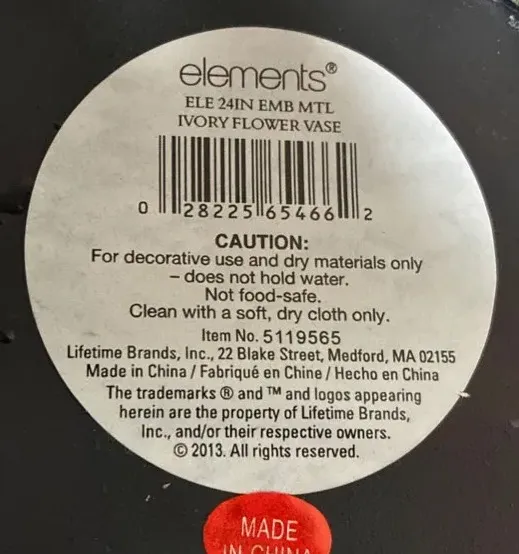 elements®
ELE 24IN EMB MTL
IVORY FLOWER VASE
0 28225 65466 2
CAUTION:
For decorative use and dry materials only
– does not hold water.
Not food-safe.
Clean with a soft, dry cloth only.
Item No. 5119565
Lifetime Brands, Inc., 22 Blake Street, Medford, MA 02155
Made in China / Fabriqué en Chine / Hecho en China
The trademarks ® and ™ and logos appearing
herein are the property of Lifetime Brands,
Inc., and/or their respective owners.
© 2013. All rights reserved.
MADE
IN CHINA